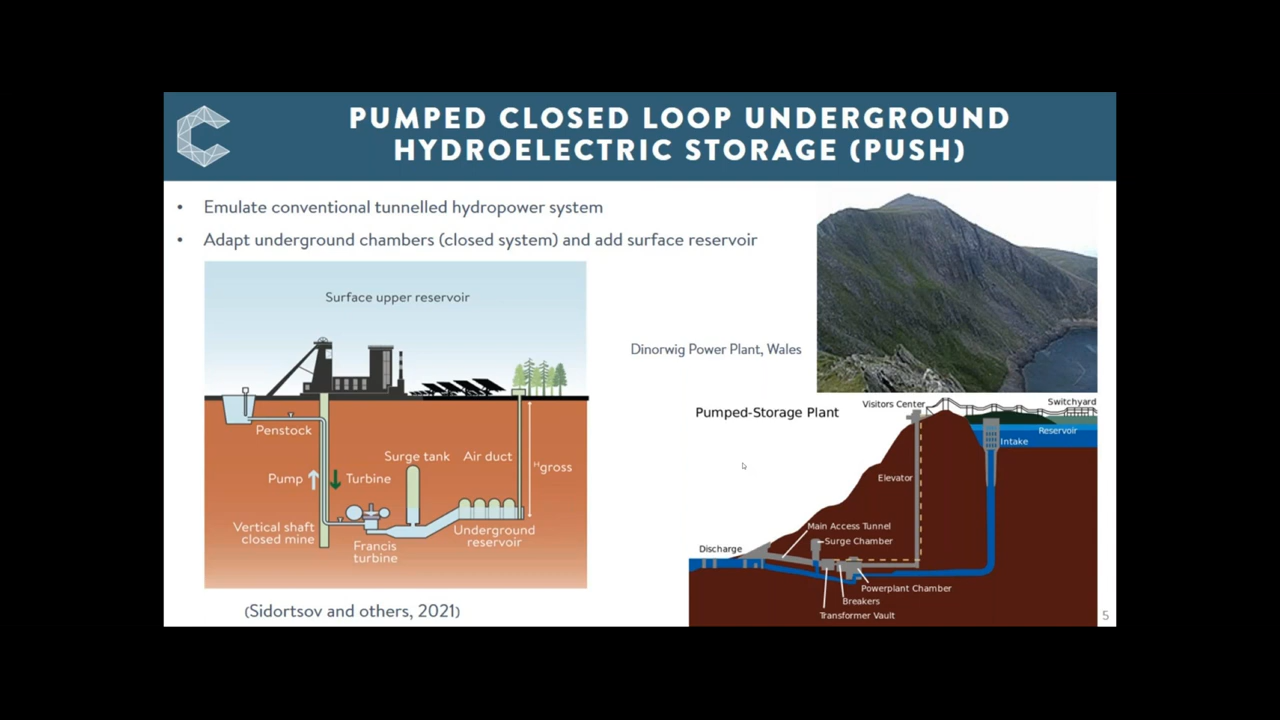 PUMPED CLOSED LOOP UNDERGROUND
HYDROELECTRIC STORAGE (PUSH)
• Emulate conventional tunnelled hydropower system
• Adapt underground chambers (closed system) and add surface reservoir
Surface upper reservoir
Penstock
Surge tank
Air duct
Hgross
Pump
Turbine
Vertical shaft
closed mine
Francis
turbine
Underground
reservoir
(Sidortsov and others, 2021)
Dinorwig Power Plant, Wales
Pumped-Storage Plant
Visitors Center
Switchyard
Reservoir
Intake
Elevator
Main Access Tunnel
Surge Chamber
Discharge
Powerplant Chamber
Breakers
Transformer Vault
5